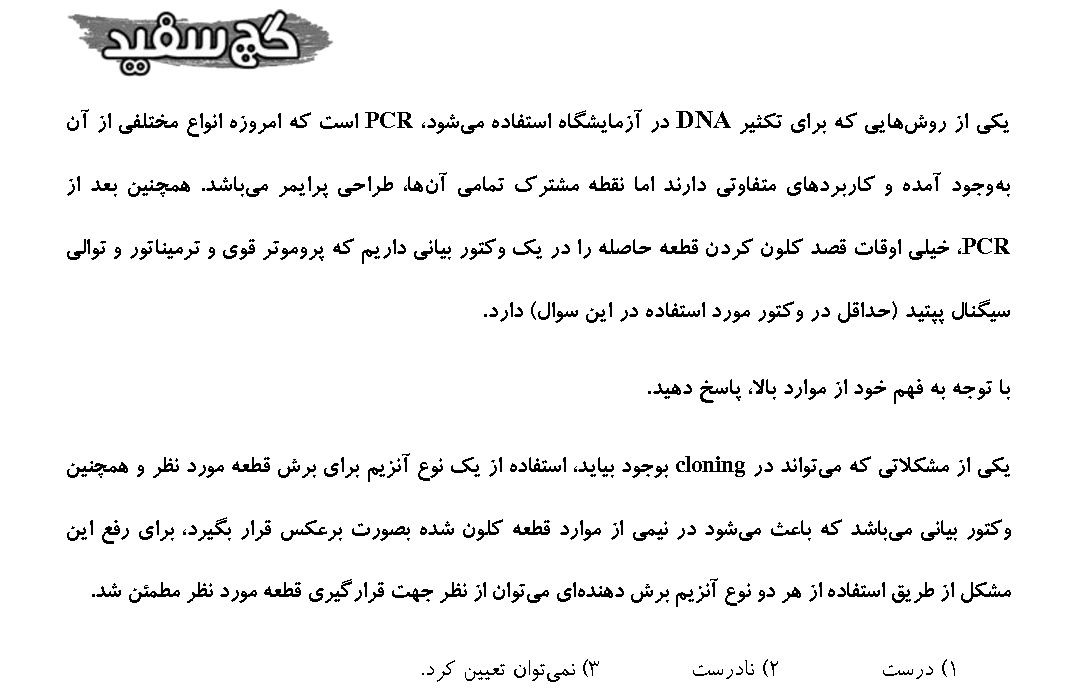 گچ سفید
یکی از روش‌هایی که برای تکثیر DNA در آزمایشگاه استفاده می‌شود، PCR است که امروزه انواع مختلفی از آن
به‌وجود آمده و کاربردهای متفاوتی دارند اما نقطه مشترک تمامی آن‌ها، طراحی پرایمر می‌باشد. همچنین بعد از
PCR، خیلی اوقات قصد کلون کردن قطعه حاصله را در یک وکتور بیانی داریم که پروموتر قوی و ترمیناتور و توالی
سیگنال پپتید (حداقل در وکتور مورد استفاده در این سوال) دارد.
با توجه به فهم خود از موارد بالا، پاسخ دهید.
یکی از مشکلاتی که می‌تواند در cloning بوجود بیاید، استفاده از یک نوع آنزیم برای برش قطعه مورد نظر و همچنین
وکتور بیانی می‌باشد که باعث می‌شود در نیمی از موارد قطعه کلون شده بصورت برعکس قرار بگیرد، برای رفع این
مشکل از طریق استفاده از هر دو نوع آنزیم برش دهنده‌ای می‌توان از نظر جهت قرارگیری قطعه مورد نظر مطمئن شد.
۱) درست ۲) نادرست ۳) نمی‌توان تعیین کرد.